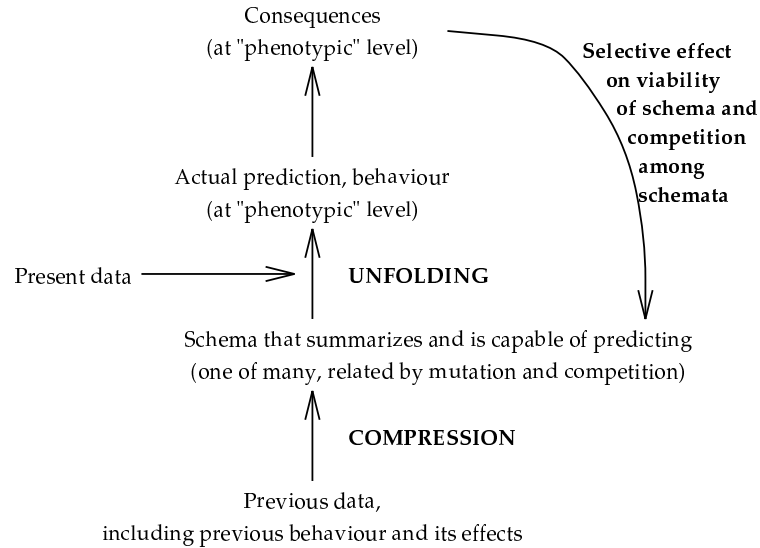 Consequences
(at "phenotypic" level)
Selective effect
on viability
of schema and
competition
among
schemata
Actual prediction, behaviour
(at "phenotypic" level)
Present data
UNFOLDING
Schema that summarizes and is capable of predicting
(one of many, related by mutation and competition)
COMPRESSION
Previous data,
including previous behaviour and its effects